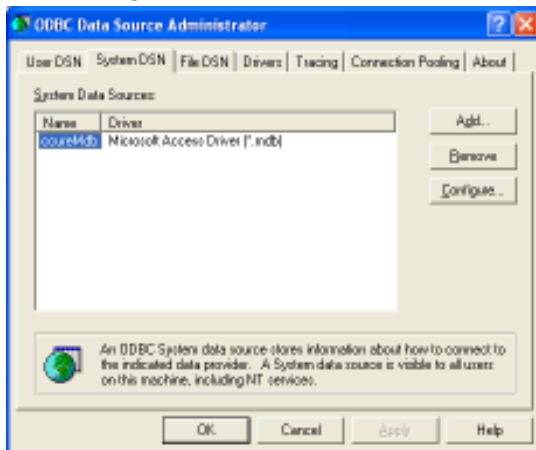 ODBC Data Source Administrator
User DSN System DSN File DSN Drivers Tracing Connection Pooling About
System Data Sources:
Name Driver
ccureMdb Microsoft Access Driver (*.mdb)
Add...
Remove
Configure...
An ODBC System data source stores information about how to connect to
the indicated data provider. A System data source is visible to all users
on this machine, including NT services.
OK Cancel Apply Help